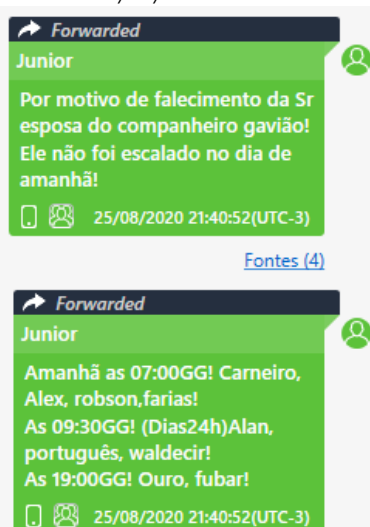 Forwarded
Junior
Por motivo de falecimento da Sr
esposa do companheiro gavião!
Ele não foi escalado no dia de
amanhã!
25/08/2020 21:40:52(UTC-3)
Fontes (4)
Forwarded
Junior
Amanhã as 07:00GG! Carneiro,
Alex, robson,farias!
As 09:30GG! (Dias24h)Alan,
português, waldecir!
As 19:00GG! Ouro, fubar!
25/08/2020 21:40:52(UTC-3)